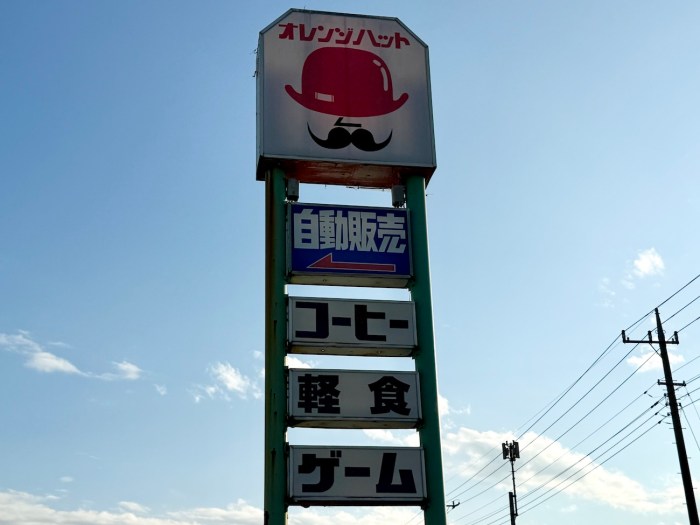 オレンジハット
自動販売
コーヒー
軽食
ゲーム